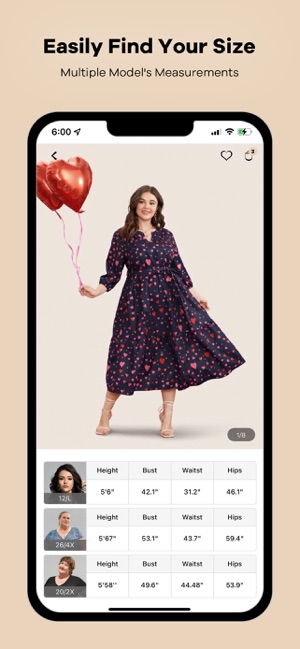 Easily Find Your Size
Multiple Model's Measurements
6:00
2
1/8
Height Bust Waitst Hips
12/L 5'6" 42.1" 31.2" 46.1"
Height Bust Waitst Hips
26/4X 5'67" 53.1" 43.7" 59.4"
Height Bust Waitst Hips
20/2X 5'58'' 49.6" 44.48" 53.9"